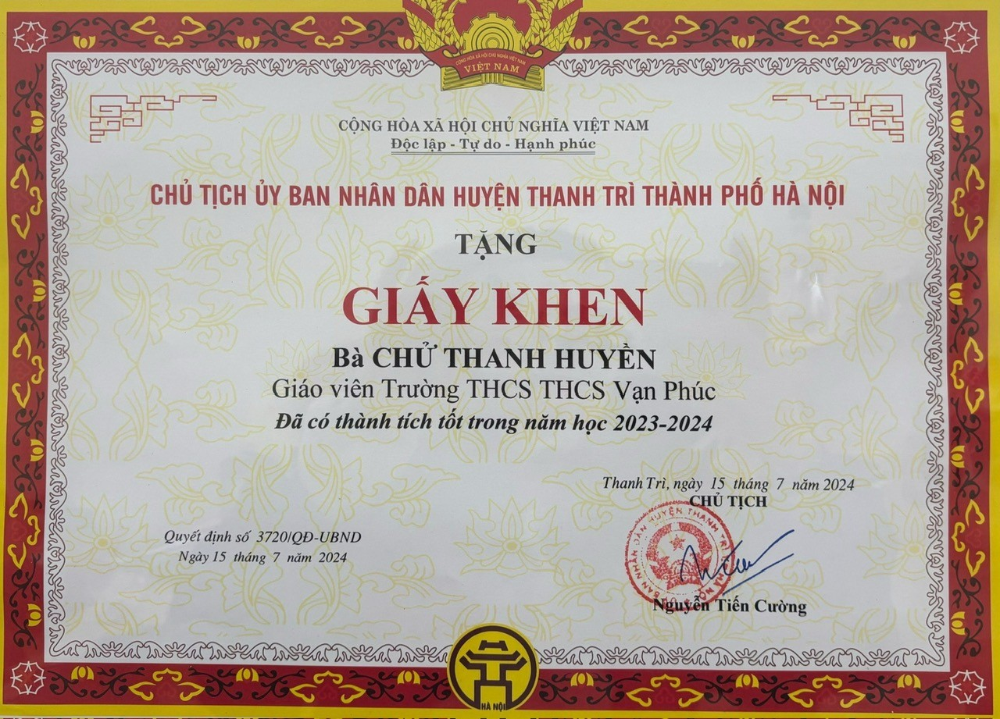 CỘNG HÒA XÃ HỘI CHỦ NGHĨA VIỆT NAM
VIỆT NAM
CỘNG HÒA XÃ HỘI CHỦ NGHĨA VIỆT NAM
Độc lập - Tự do - Hạnh phúc
CHỦ TỊCH ỦY BAN NHÂN DÂN HUYỆN THANH TRÌ THÀNH PHỐ HÀ NỘI
TẶNG
GIẤY KHEN
Bà CHỬ THANH HUYỀN
Giáo viên Trường THCS THCS Vạn Phúc
Đã có thành tích tốt trong năm học 2023-2024
Thanh Trì, ngày 15 tháng 7 năm 2024
CHỦ TỊCH
BAN NHÂN DÂN HUYỆN THANH TRÌ
HÀ NỘI
Quyết định số 3720/QĐ-UBND
Ngày 15 tháng 7 năm 2024
Nguyễn Tiến Cường
HÀ NỘI